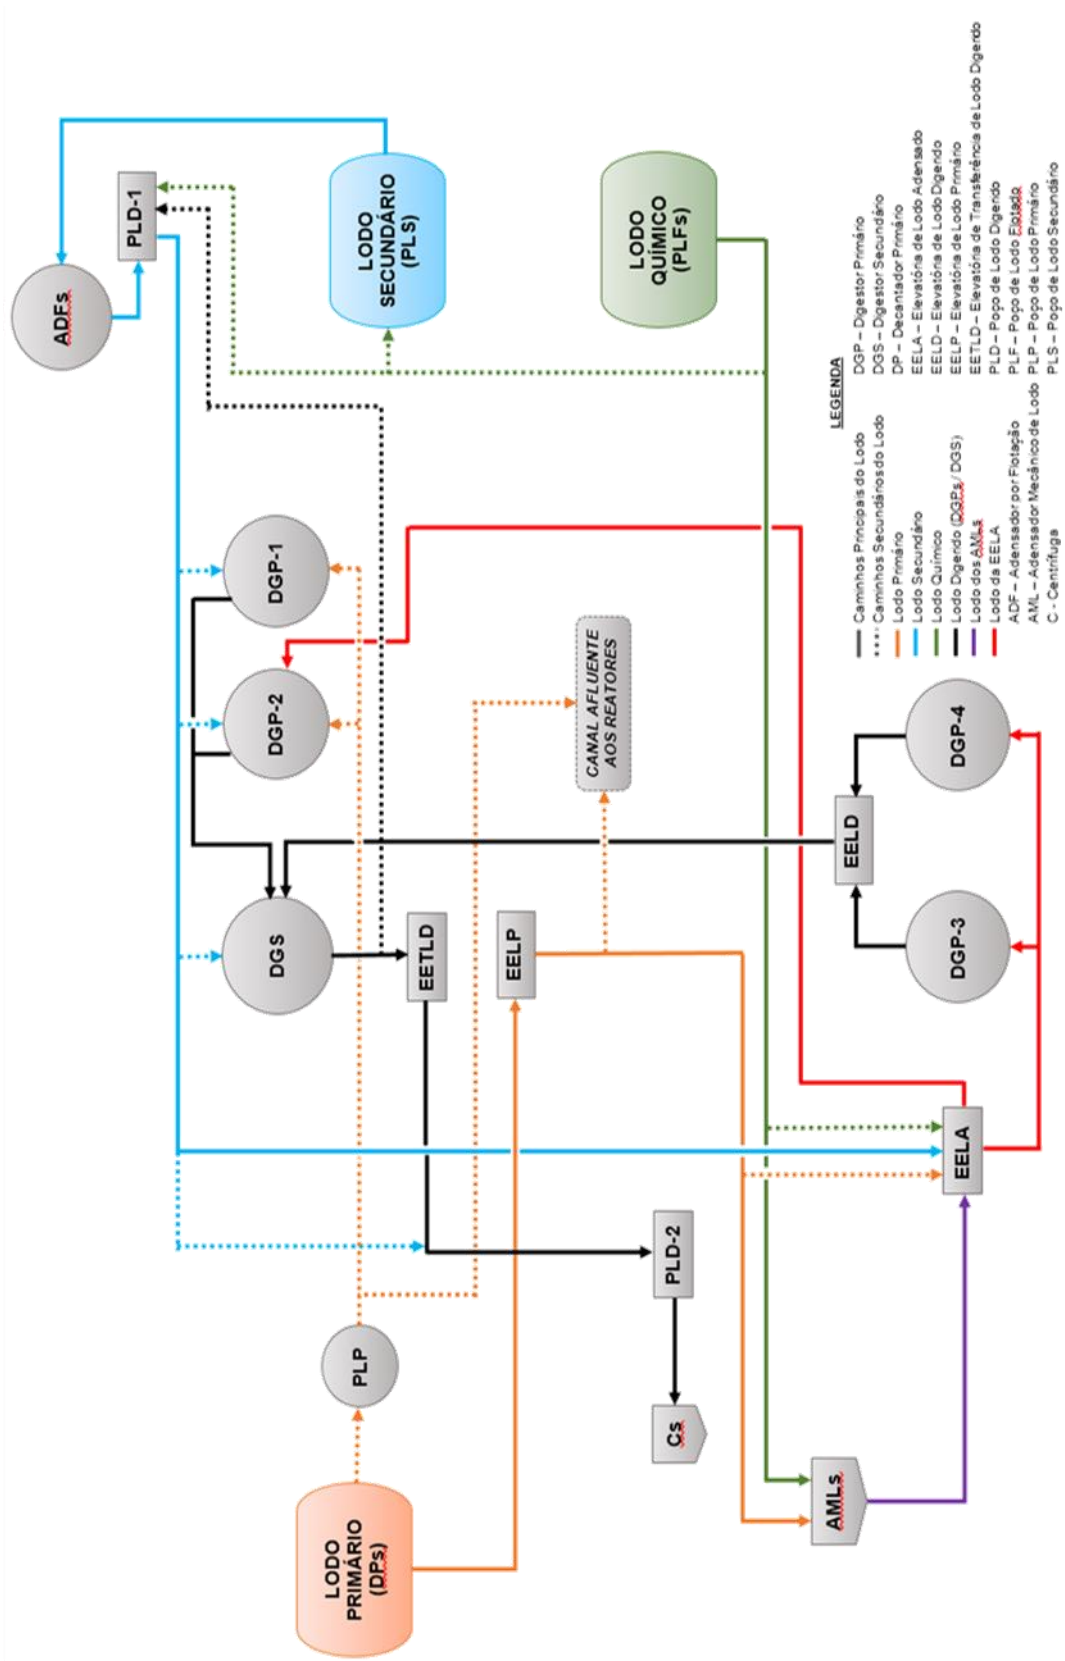 LODO
PRIMÁRIO
(DPs)
PLP
DGS
DGP-2
DGP-1
ADFs
PLD-1
EETLD
EELP
LODO
SECUNDÁRIO
(PLS)
CANAL AFLUENTE
AOS REATORES
LODO
QUÍMICO
(PLFs)
Cs
PLD-2
AMLs
EELA
EELD
DGP-3
DGP-4
LEGENDA
Caminhos Principais do Lodo
Caminhos Secundários do Lodo
Lodo Primário
Lodo Secundário
Lodo Químico
Lodo Digerido (DGPs / DGS)
Lodo dos AMLs
Lodo da EELA
ADF – Adensador por Flotação
AML – Adensador Mecânico de Lodo
C - Centrífuga
DGP – Digestor Primário
DGS – Digestor Secundário
DP – Decantador Primário
EELA – Elevatória de Lodo Adensado
EELD – Elevatória de Lodo Digerido
EELP – Elevatória de Lodo Primário
EETLD – Elevatória de Transferência de Lodo Digerido
PLD – Poço de Lodo Digerido
PLF – Poço de Lodo Flotado
PLP – Poço de Lodo Primário
PLS – Poço de Lodo Secundário